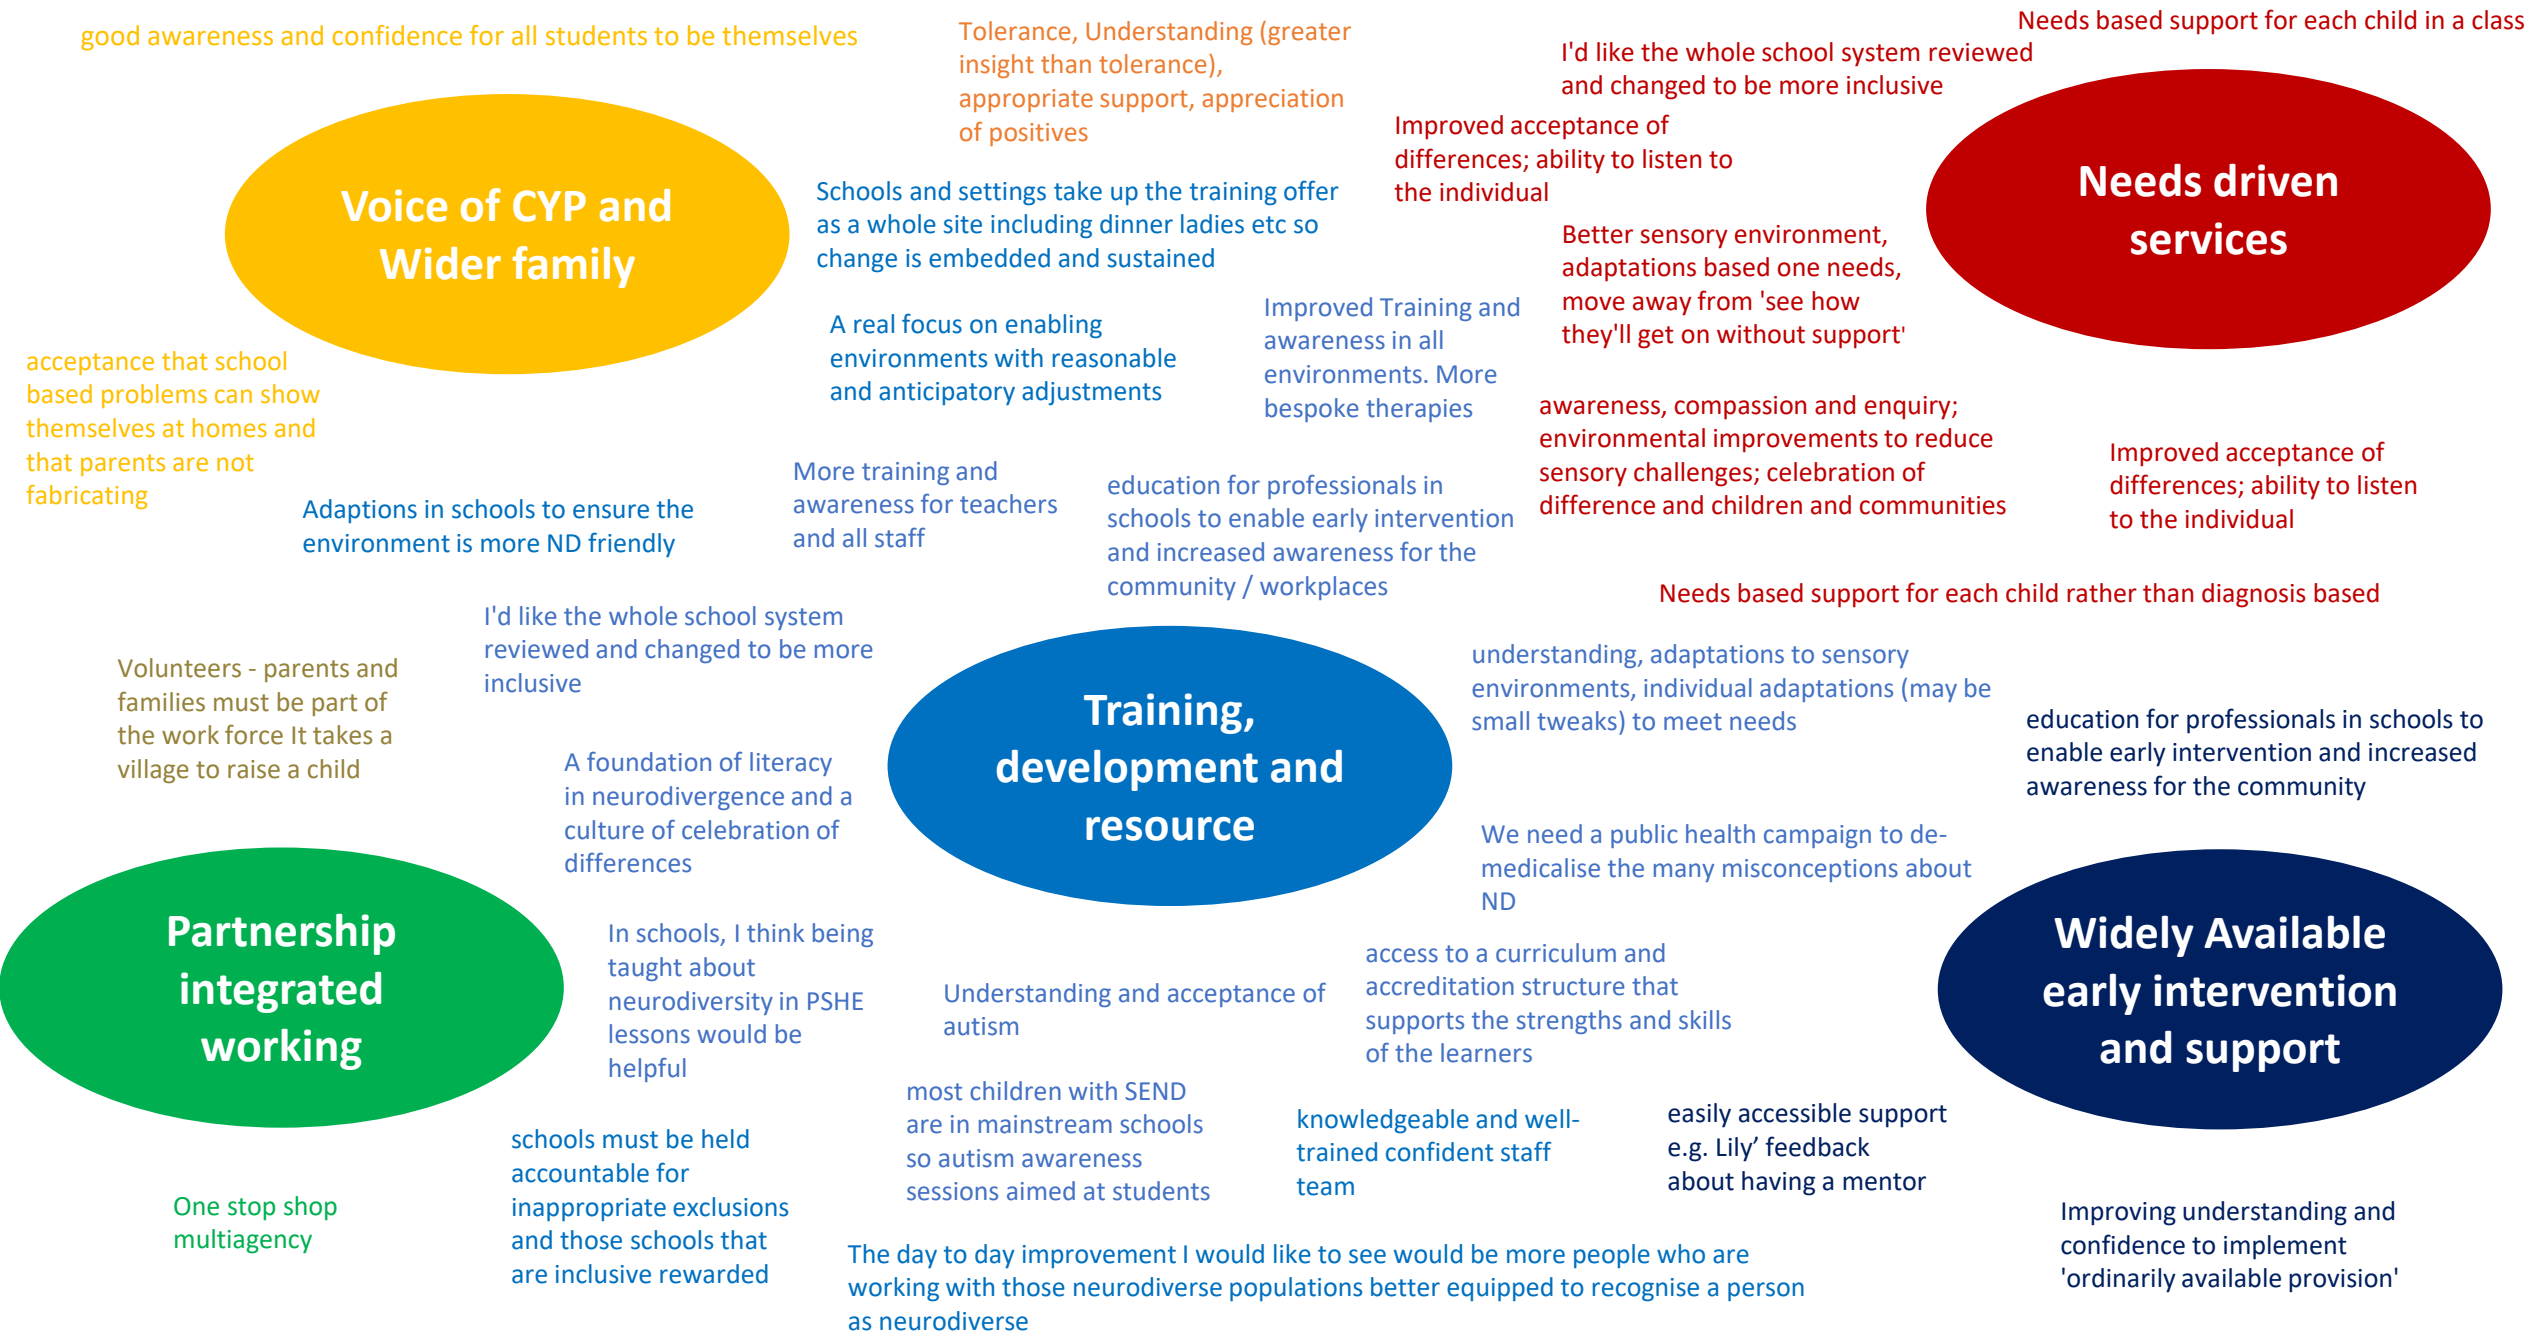 good awareness and confidence for all students to be themselves
Tolerance, Understanding (greater
insight than tolerance),
appropriate support, appreciation
of positives
Needs based support for each child in a class
I'd like the whole school system reviewed
and changed to be more inclusive
Improved acceptance of
differences; ability to listen to
the individual
Voice of CYP and
Wider family
Needs driven
services
Schools and settings take up the training offer
as a whole site including dinner ladies etc so
change is embedded and sustained
Better sensory environment,
adaptations based one needs,
move away from 'see how
they'll get on without support'
A real focus on enabling
environments with reasonable
and anticipatory adjustments
Improved Training and
awareness in all
environments. More
bespoke therapies
acceptance that school
based problems can show
themselves at homes and
that parents are not
fabricating
Adaptions in schools to ensure the
environment is more ND friendly
More training and
awareness for teachers
and all staff
education for professionals in
schools to enable early intervention
and increased awareness for the
community / workplaces
awareness, compassion and enquiry;
environmental improvements to reduce
sensory challenges; celebration of
difference and children and communities
Improved acceptance of
differences; ability to listen
to the individual
Needs based support for each child rather than diagnosis based
I'd like the whole school system
reviewed and changed to be more
inclusive
Volunteers - parents and
families must be part of
the work force It takes a
village to raise a child
Training,
development and
resource
understanding, adaptations to sensory
environments, individual adaptations (may be
small tweaks) to meet needs
education for professionals in schools to
enable early intervention and increased
awareness for the community
A foundation of literacy
in neurodivergence and a
culture of celebration of
differences
We need a public health campaign to de-
medicalise the many misconceptions about
ND
Partnership
integrated
working
In schools, I think being
taught about
neurodiversity in PSHE
lessons would be
helpful
Understanding and acceptance of
autism
access to a curriculum and
accreditation structure that
supports the strengths and skills
of the learners
Widely Available
early intervention
and support
most children with SEND
are in mainstream schools
so autism awareness
sessions aimed at students
knowledgeable and well-
trained confident staff
team
easily accessible support
e.g. Lily’ feedback
about having a mentor
One stop shop
multiagency
schools must be held
accountable for
inappropriate exclusions
and those schools that
are inclusive rewarded
Improving understanding and
confidence to implement
'ordinarily available provision'
The day to day improvement I would like to see would be more people who are
working with those neurodiverse populations better equipped to recognise a person
as neurodiverse